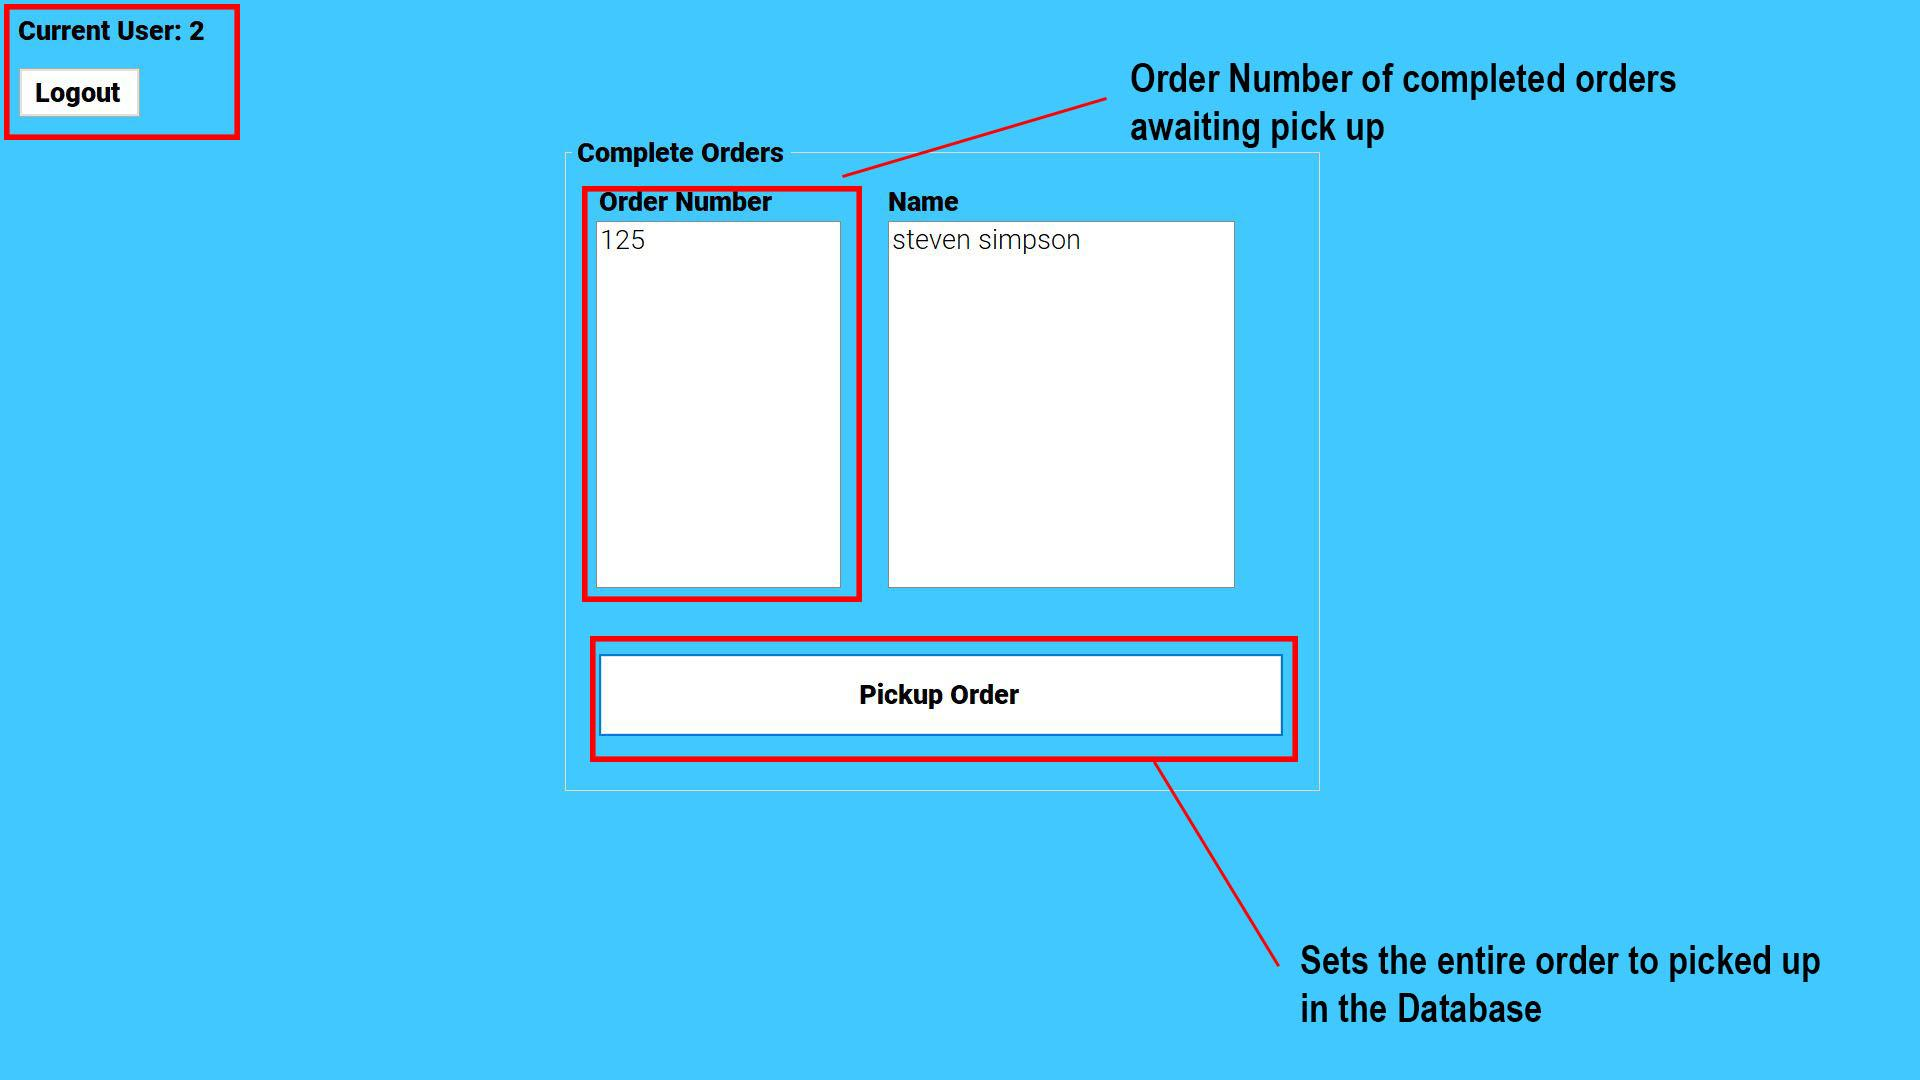 Current User: 2
Logout
Order Number of completed orders
awaiting pick up
Complete Orders
Order Number
Name
125
steven simpson
Pickup Order
Sets the entire order to picked up
in the Database